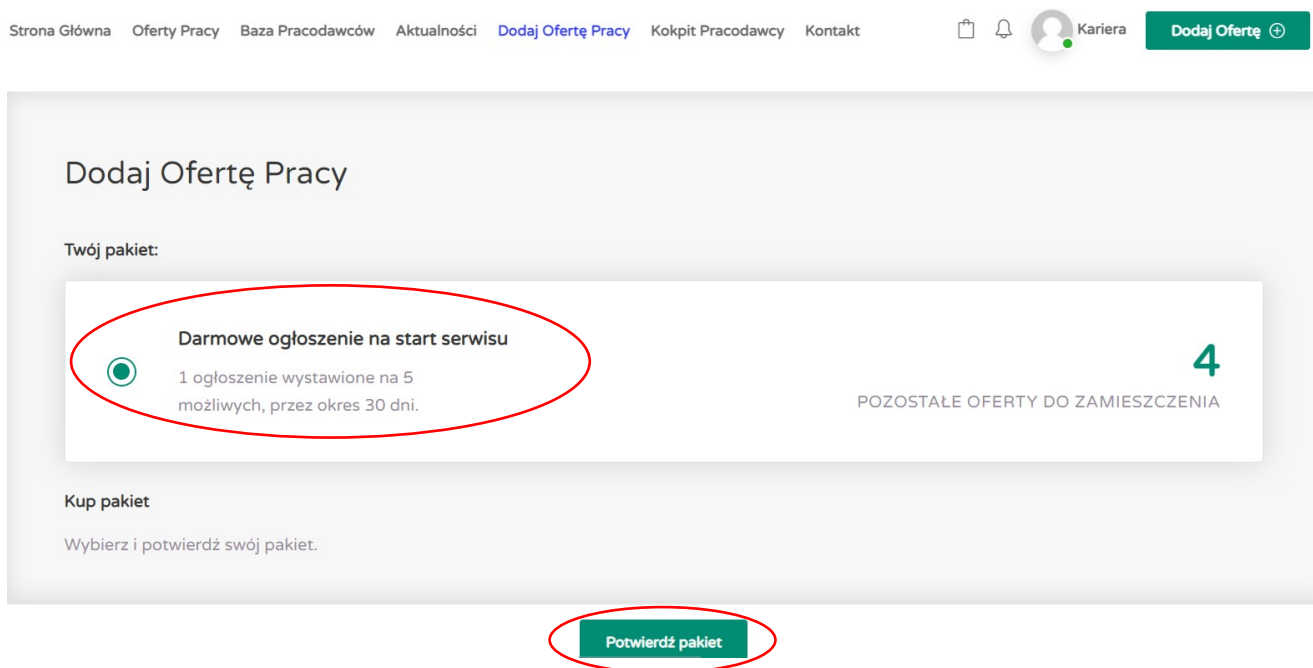 Strona Główna Oferty Pracy Baza Pracodawców Aktualności Dodaj Ofertę Pracy Kokpit Pracodawcy Kontakt Kariera Dodaj Ofertę
Dodaj Ofertę Pracy
Twój pakiet:
Darmowe ogłoszenie na start serwisu
1 ogłoszenie wystawione na 5
możliwych, przez okres 30 dni.
4
POZOSTAŁE OFERTY DO ZAMIESZCZENIA
Kup pakiet
Wybierz i potwierdź swój pakiet.
Potwierdź pakiet